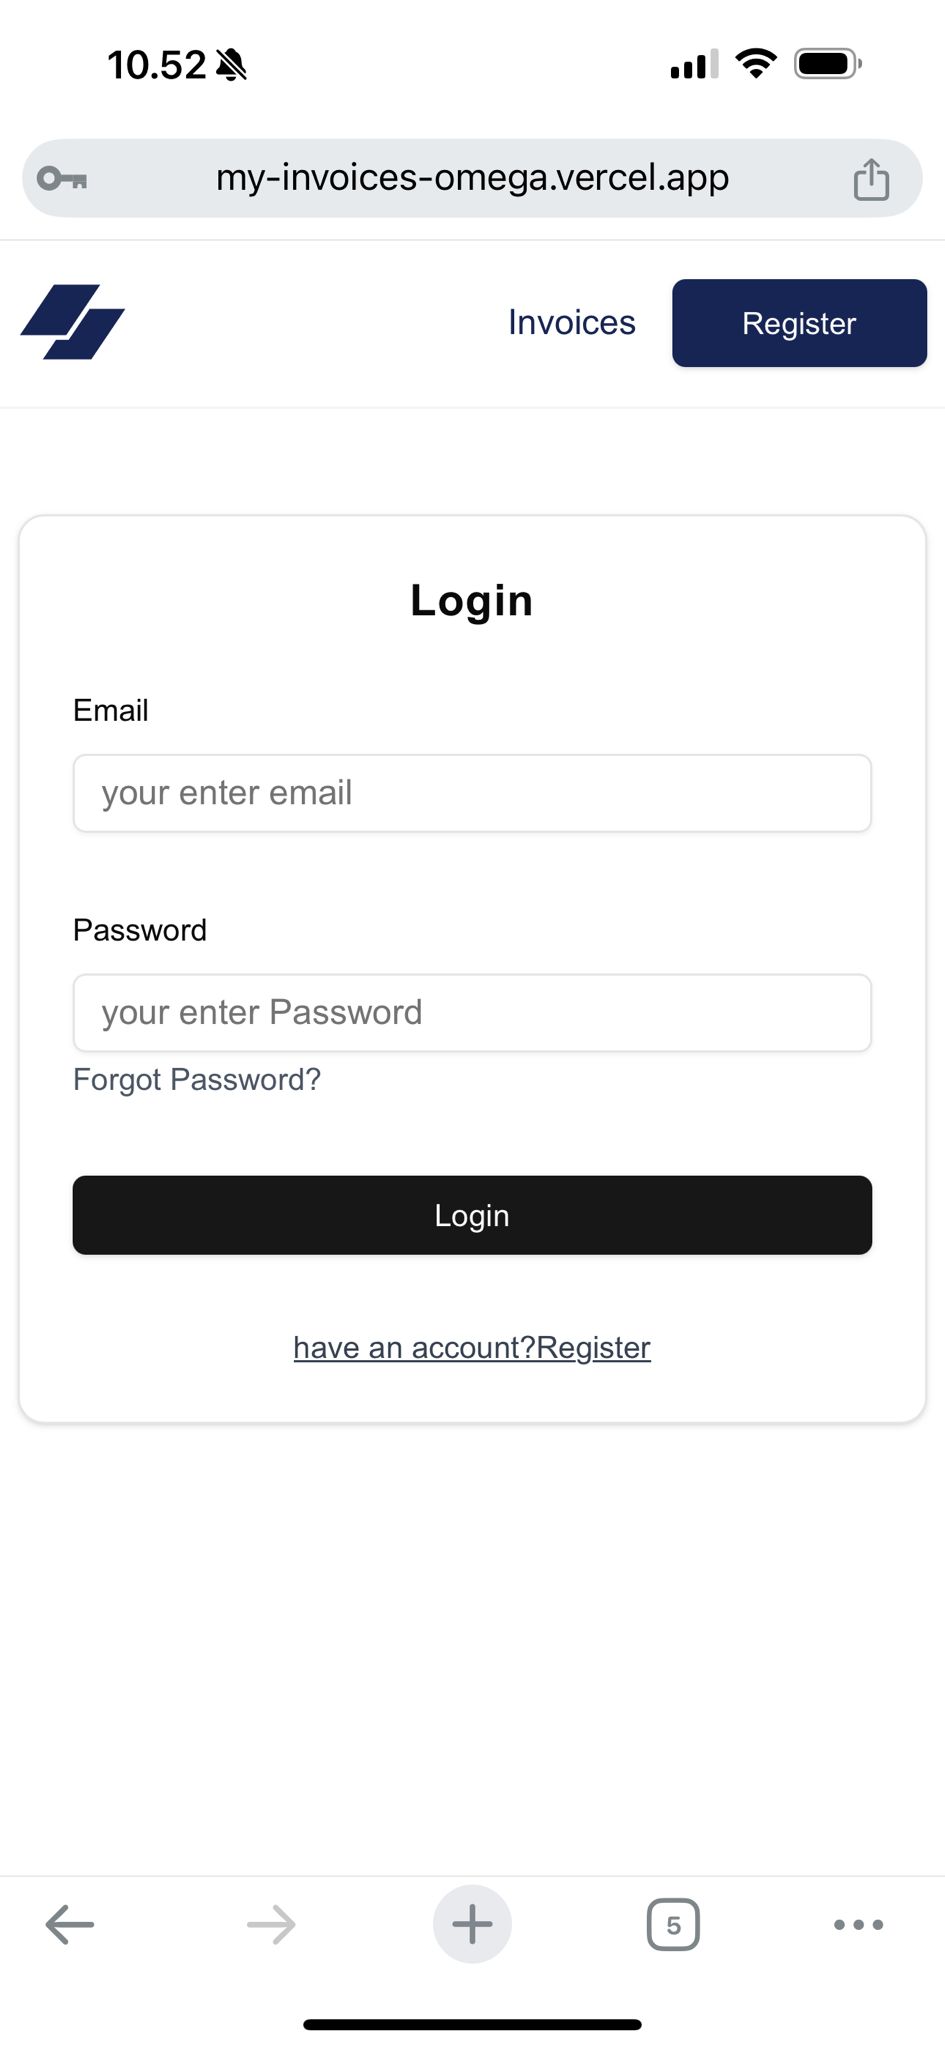 10.52
my-invoices-omega.vercel.app
Invoices
Register
Login
Email
your enter email
Password
your enter Password
Forgot Password?
Login
have an account?Register
5